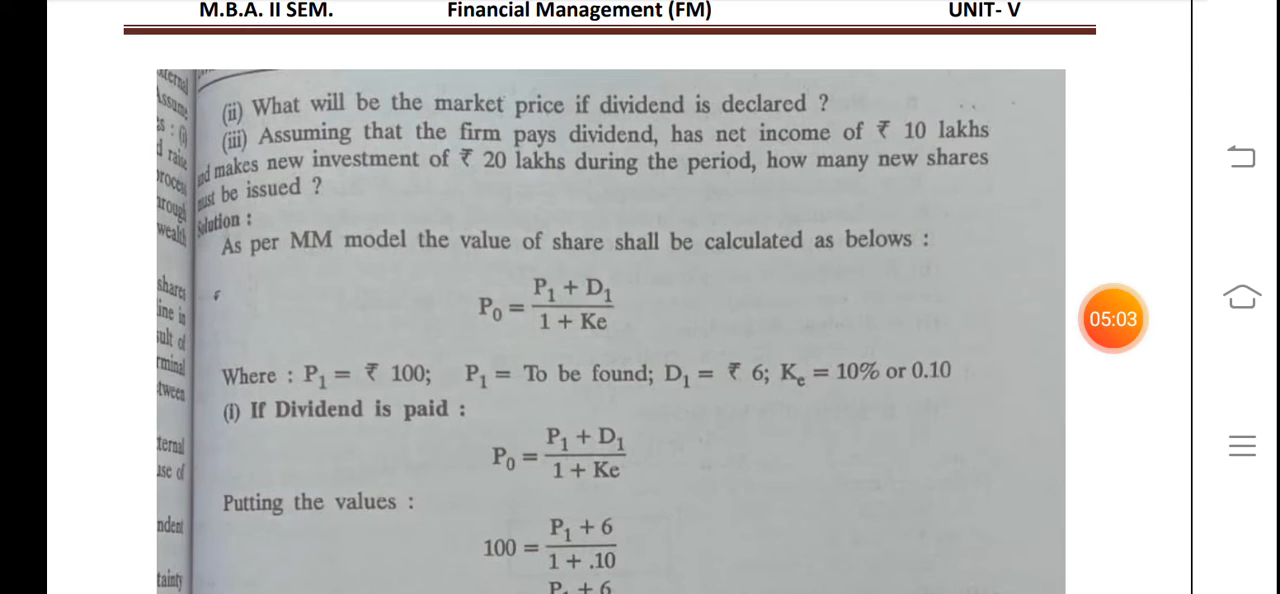 M.B.A. II SEM. Financial Management (FM) UNIT- V
(ii) What will be the market price if dividend is declared ?
(iii) Assuming that the firm pays dividend, has net income of ₹ 10 lakhs
makes new investment of ₹ 20 lakhs during the period, how many new shares
be issued ?
As per MM model the value of share shall be calculated as belows :
P₀ = (P₁ + D₁) / (1 + Ke)
Where : P₁ = ₹ 100; P₁ = To be found; D₁ = ₹ 6; Kₑ = 10% or 0.10
(i) If Dividend is paid :
P₀ = (P₁ + D₁) / (1 + Ke)
Putting the values :
100 = (P₁ + 6) / (1 + .10)
05:03